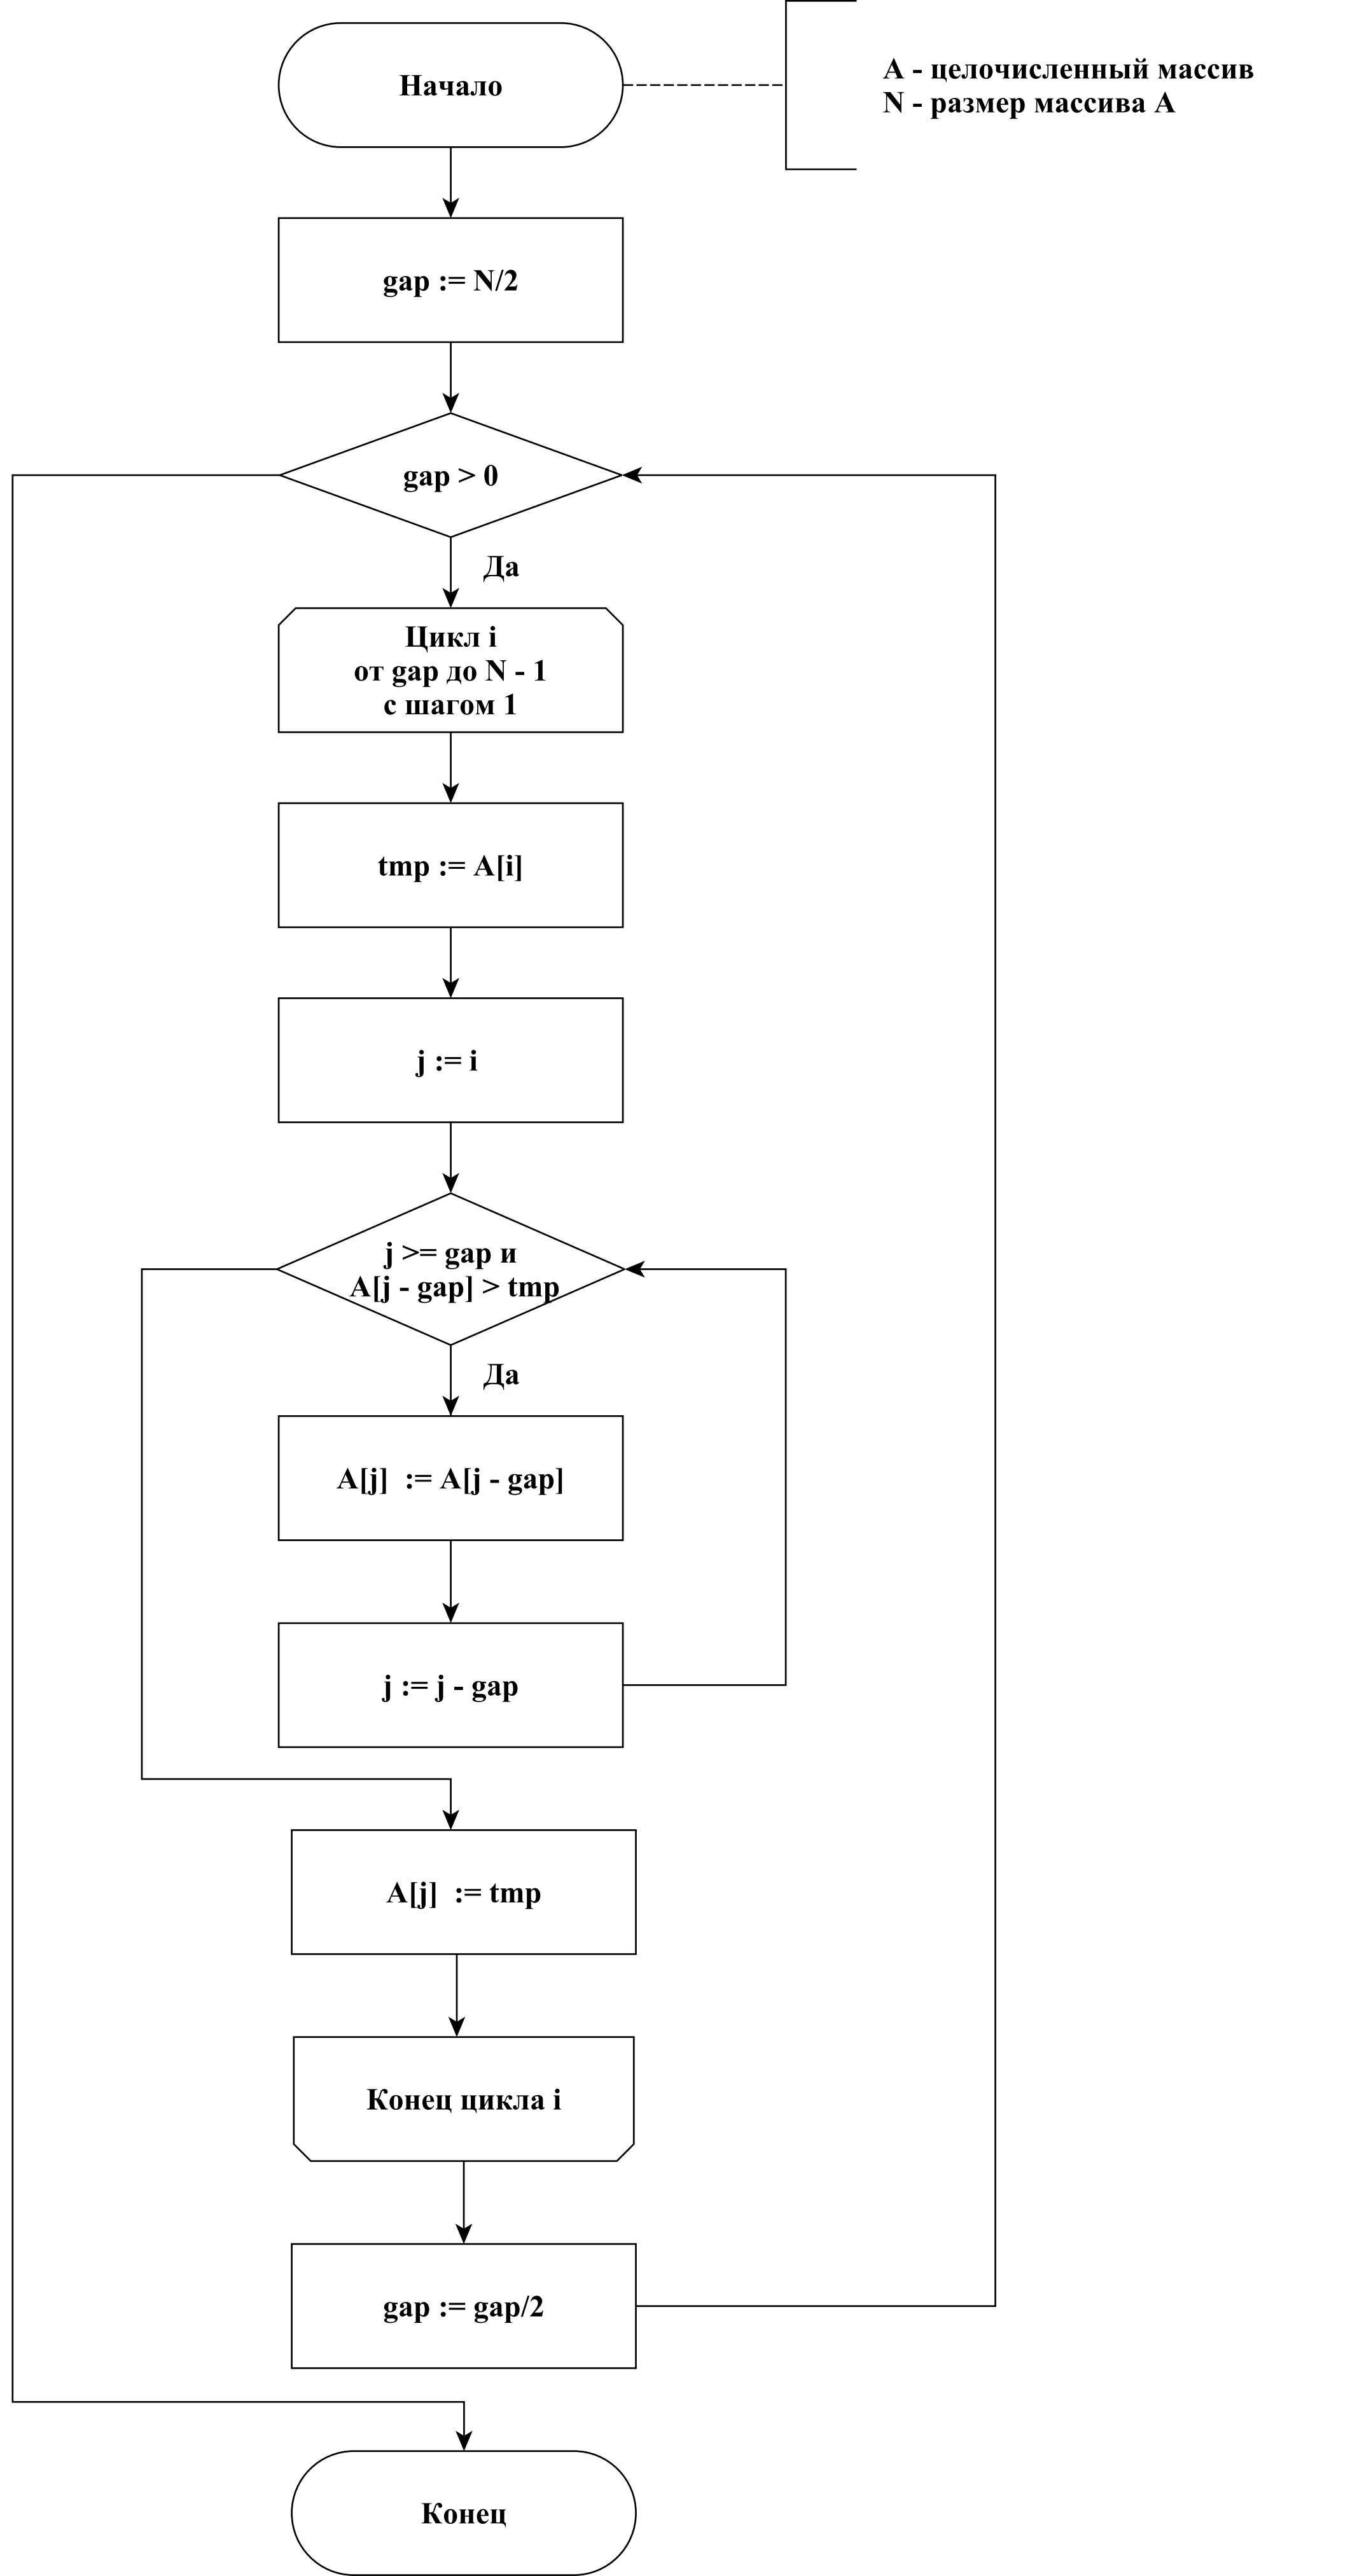 Начало
А - целочисленный массив
N - размер массива А
gap := N/2
gap > 0
Да
Цикл i
от gap до N - 1
с шагом 1
tmp := A[i]
j := i
j >= gap и
A[j - gap] > tmp
Да
A[j]  := A[j - gap]
j := j - gap
A[j]  := tmp
Конец цикла i
gap := gap/2
Конец